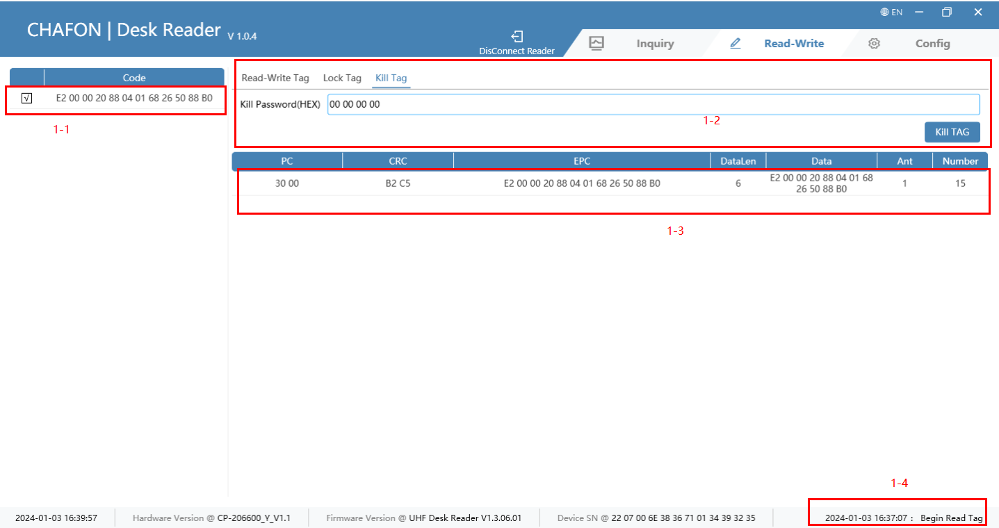 EN
CHAFON | Desk Reader V 1.0.4
DisConnect Reader
Inquiry
Read-Write
Config
Code
√ E2 00 00 20 88 04 01 68 26 50 88 B0
1-1
Read-Write Tag Lock Tag Kill Tag
Kill Password(HEX) 00 00 00 00
1-2
Kill TAG
PC CRC EPC DataLen Data Ant Number
30 00 B2 C5 E2 00 00 20 88 04 01 68 26 50 88 B0 6 E2 00 00 20 88 04 01 68 1 15
26 50 88 B0
1-3
1-4
2024-01-03 16:39:57 Hardware Version @ CP-206600_Y_V1.1 Firmware Version @ UHF Desk Reader V1.3.06.01 Device SN @ 22 07 00 6E 38 36 71 01 34 39 32 35 2024-01-03 16:37:07 : Begin Read Tag